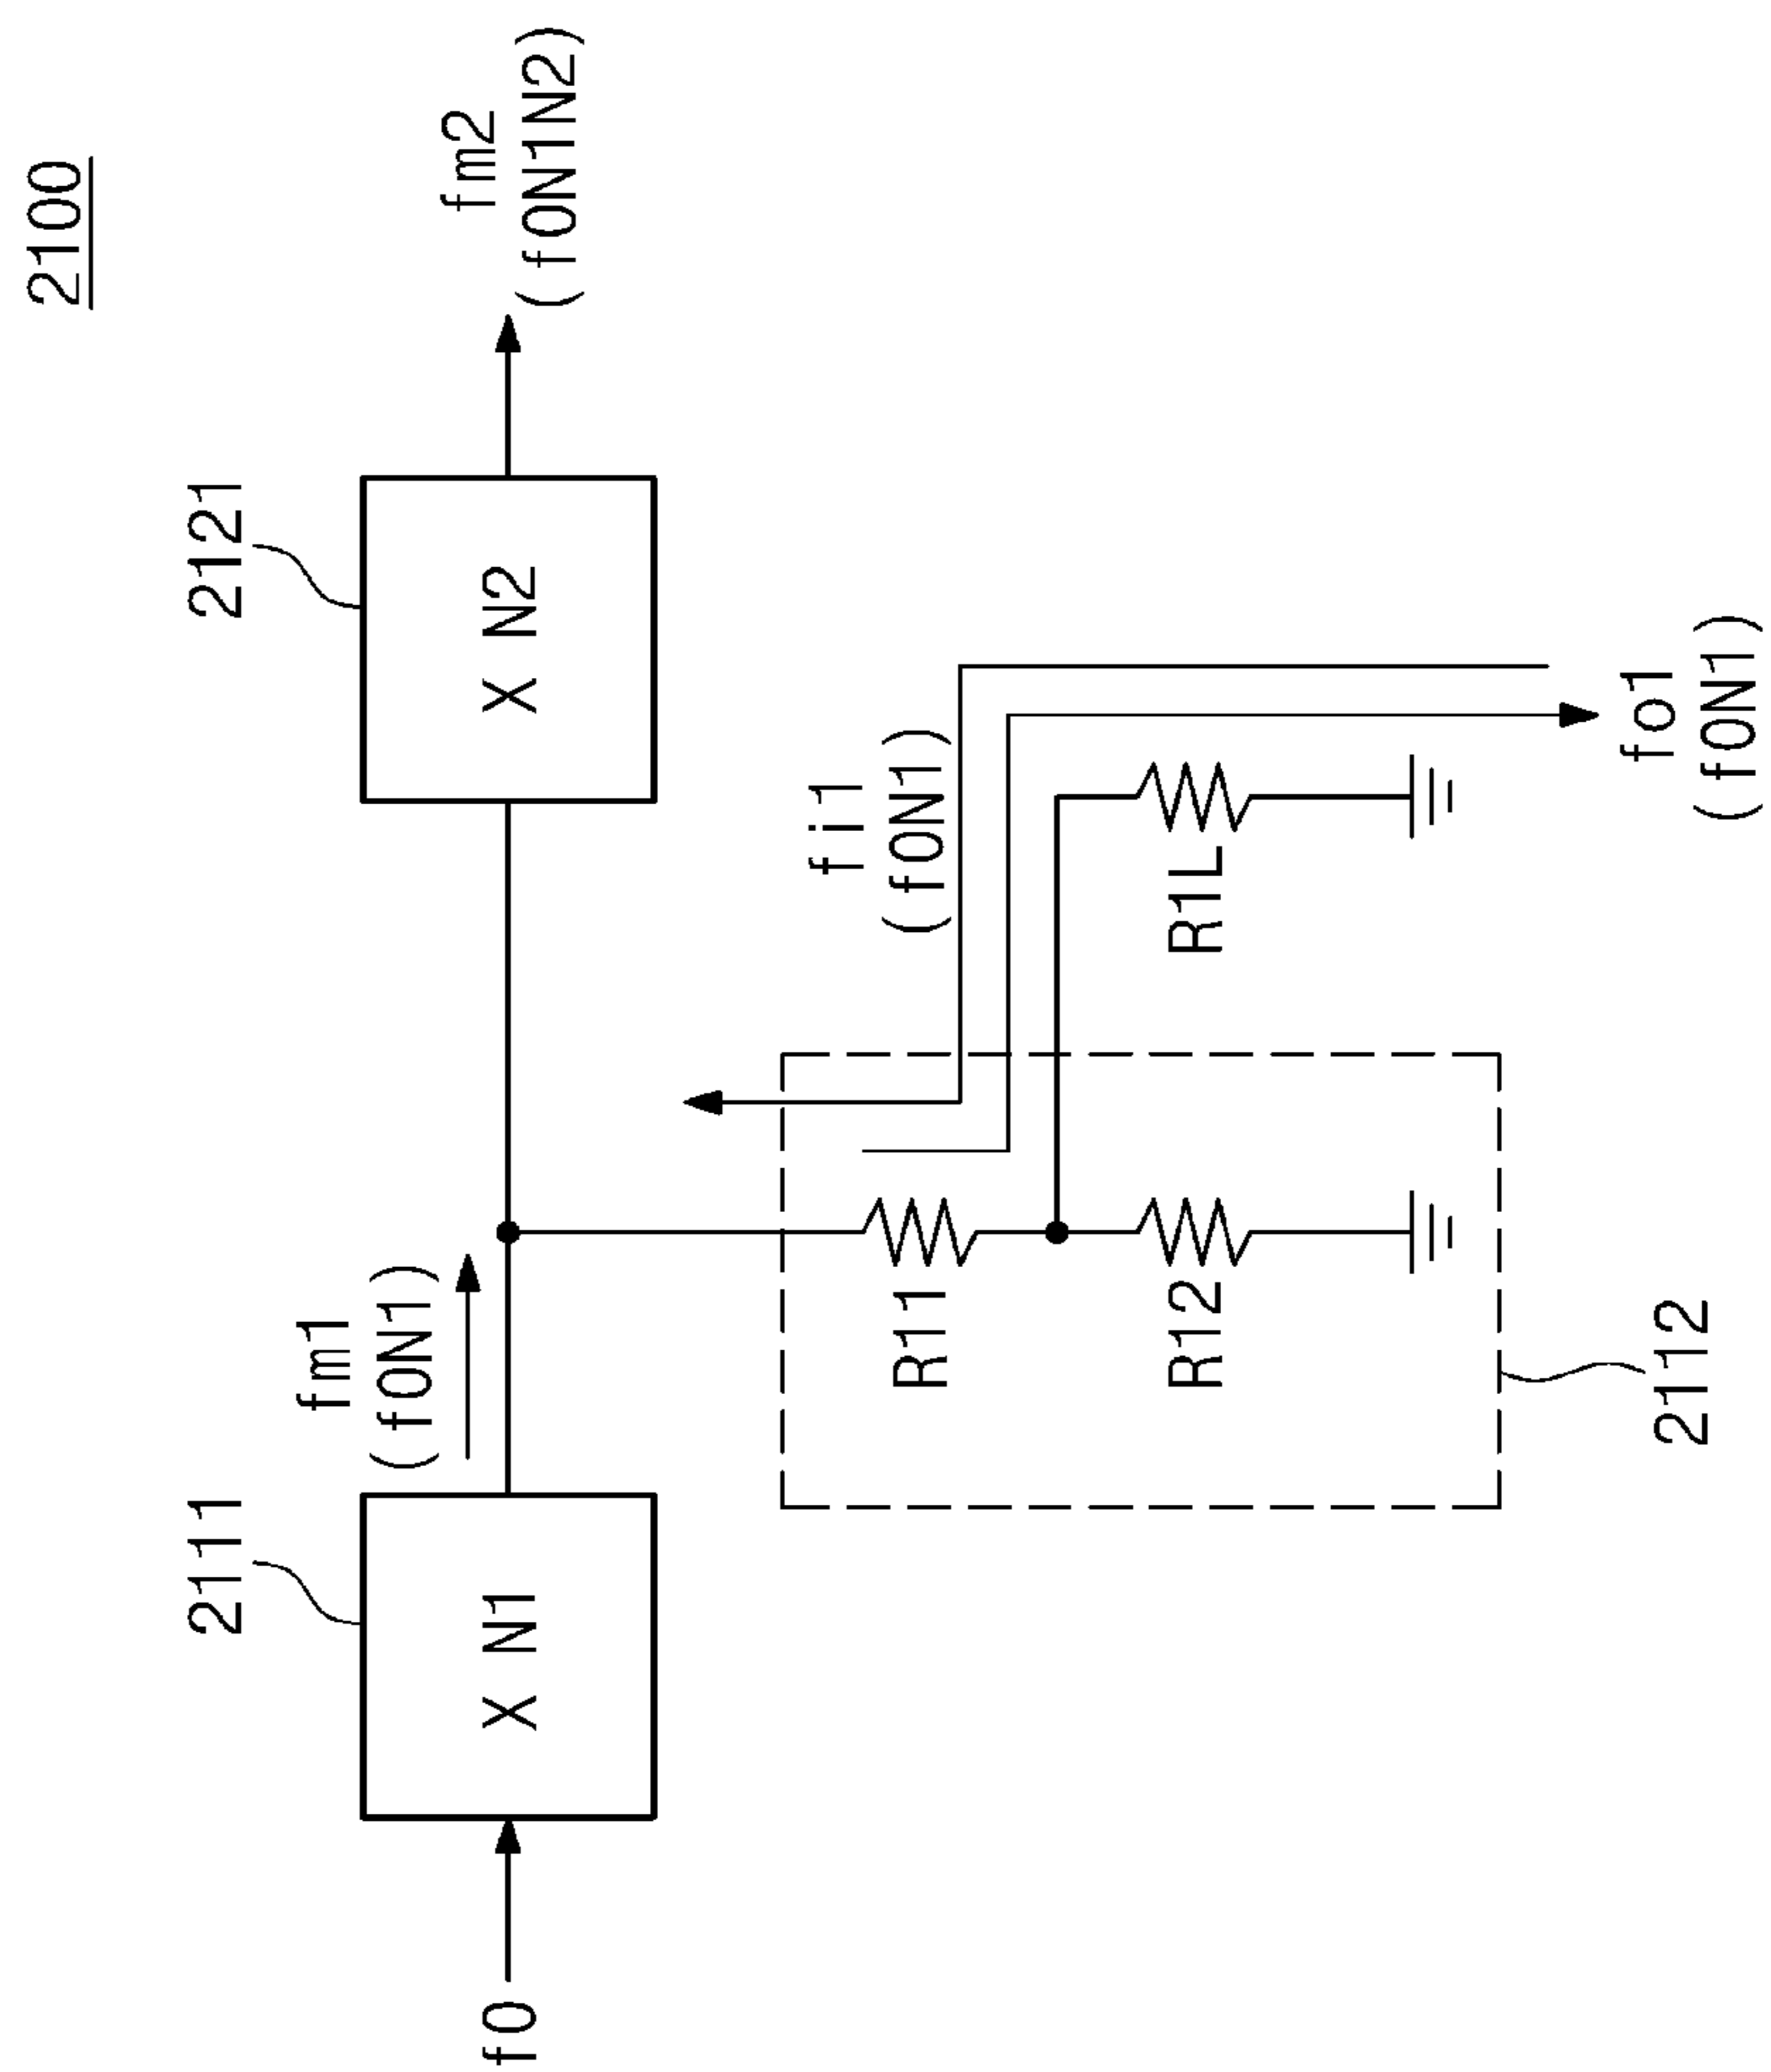 2100
2111
2121
fm1
(f0N1)
fm2
(f0N1N2)
f0
X N1
X N2
fi1
(f0N1)
R11
R12
R1L
2112
fo1
(f0N1)